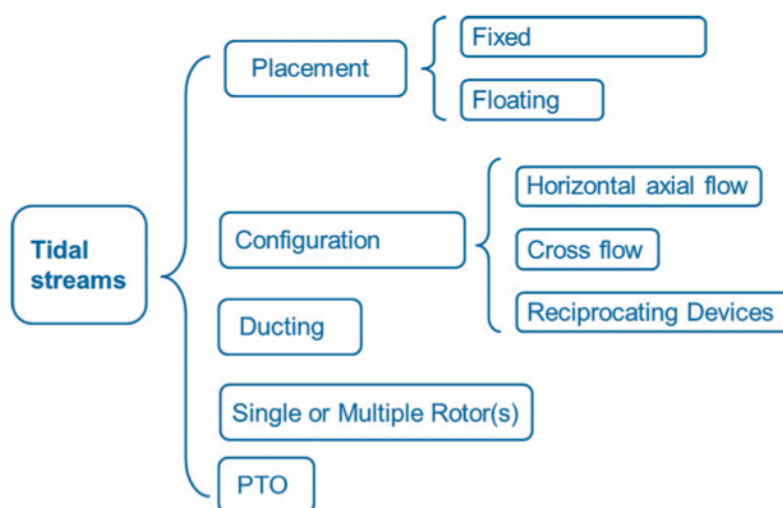 Tidal
streams
Placement
Fixed
Floating
Configuration
Horizontal axial flow
Cross flow
Reciprocating Devices
Ducting
Single or Multiple Rotor(s)
PTO